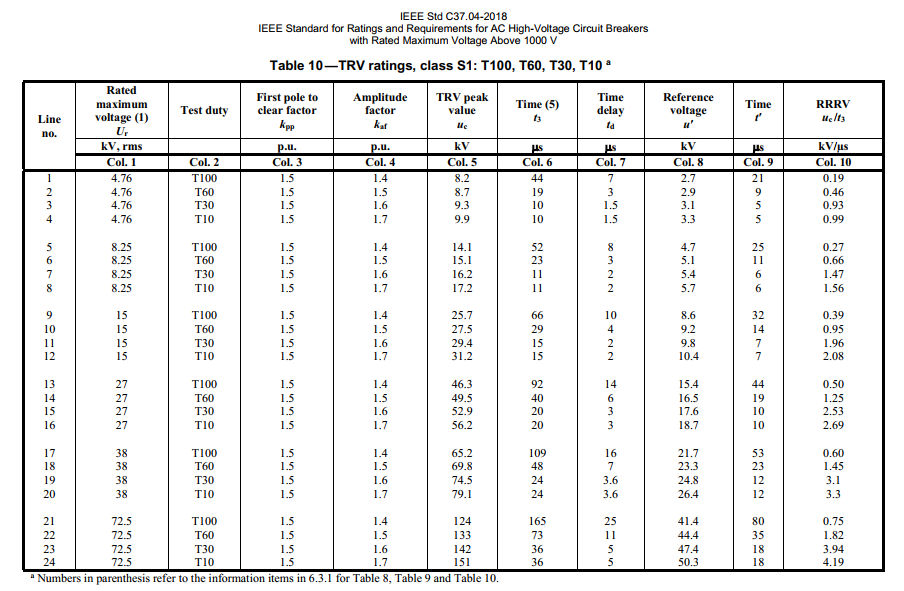 IEEE Std C37.04-2018
IEEE Standard for Ratings and Requirements for AC High-Voltage Circuit Breakers
with Rated Maximum Voltage Above 1000 V
Table 10—TRV ratings, class S1: T100, T60, T30, T10 ᵃ
Line no. Rated maximum voltage (1) Uᵣ Test duty First pole to clear factor kₚₚ Amplitude factor kₐf TRV peak value u꜀ Time (5) t₃ Time delay t_d Reference voltage u' Time t' RRRV u꜀/t₃
kV, rms p.u. p.u. kV µs µs kV µs kV/µs
Col. 1 Col. 2 Col. 3 Col. 4 Col. 5 Col. 6 Col. 7 Col. 8 Col. 9 Col. 10
1 4.76 T100 1.5 1.4 8.2 44 7 2.7 21 0.19
2 4.76 T60 1.5 1.5 8.7 19 3 2.9 9 0.46
3 4.76 T30 1.5 1.6 9.3 10 1.5 3.1 5 0.93
4 4.76 T10 1.5 1.7 9.9 10 1.5 3.3 5 0.99
5 8.25 T100 1.5 1.4 14.1 52 8 4.7 25 0.27
6 8.25 T60 1.5 1.5 15.1 23 3 5.1 11 0.66
7 8.25 T30 1.5 1.6 16.2 11 2 5.4 6 1.47
8 8.25 T10 1.5 1.7 17.2 11 2 5.7 6 1.56
9 15 T100 1.5 1.4 25.7 66 10 8.6 32 0.39
10 15 T60 1.5 1.5 27.5 29 4 9.2 14 0.95
11 15 T30 1.5 1.6 29.4 15 2 9.8 7 1.96
12 15 T10 1.5 1.7 31.2 15 2 10.4 7 2.08
13 27 T100 1.5 1.4 46.3 92 14 15.4 44 0.50
14 27 T60 1.5 1.5 49.5 40 6 16.5 19 1.25
15 27 T30 1.5 1.6 52.9 20 3 17.6 10 2.53
16 27 T10 1.5 1.7 56.2 20 3 18.7 10 2.69
17 38 T100 1.5 1.4 65.2 109 16 21.7 53 0.60
18 38 T60 1.5 1.5 69.8 48 7 23.3 23 1.45
19 38 T30 1.5 1.6 74.5 24 3.6 24.8 12 3.1
20 38 T10 1.5 1.7 79.1 24 3.6 26.4 12 3.3
21 72.5 T100 1.5 1.4 124 165 25 41.4 80 0.75
22 72.5 T60 1.5 1.5 133 73 11 44.4 35 1.82
23 72.5 T30 1.5 1.6 142 36 5 47.4 18 3.94
24 72.5 T10 1.5 1.7 151 36 5 50.3 18 4.19
ᵃ Numbers in parenthesis refer to the information items in 6.3.1 for Table 8, Table 9 and Table 10.